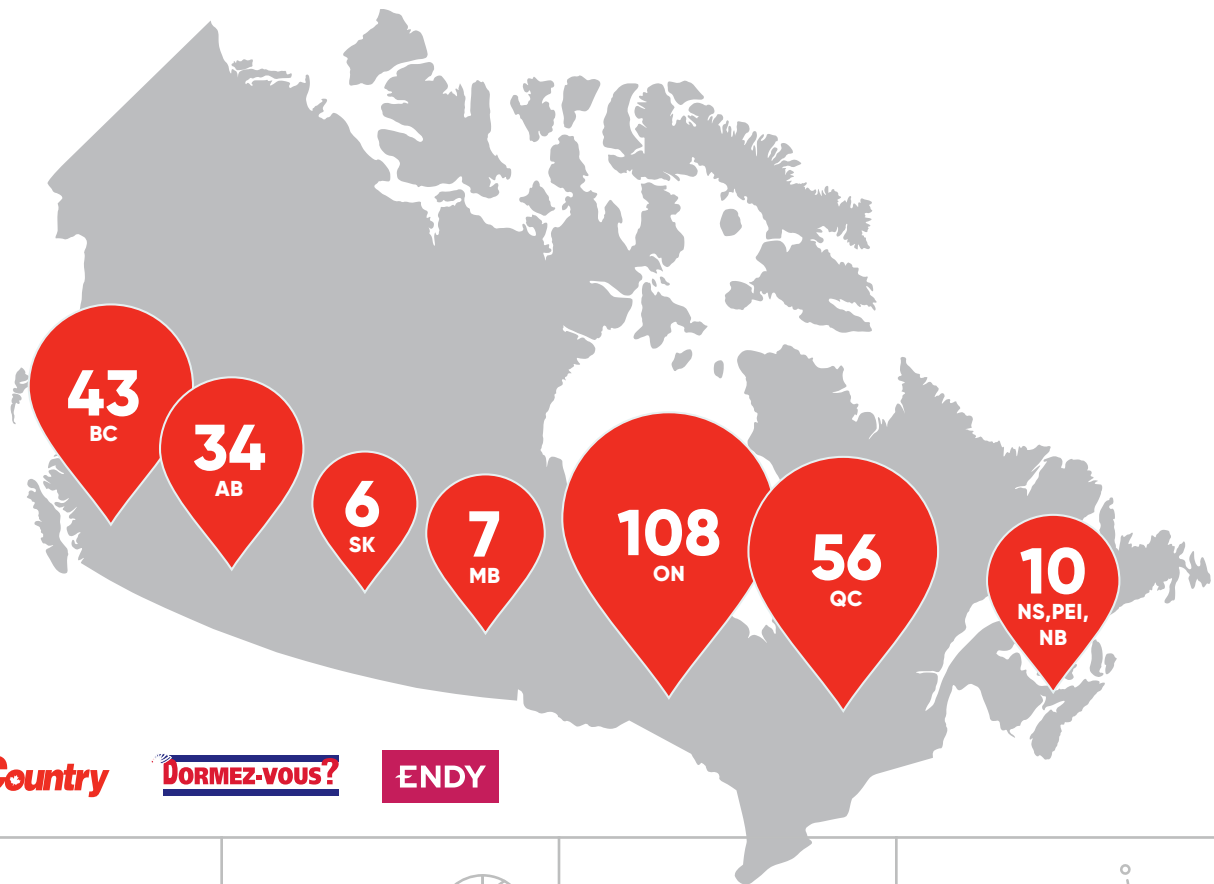 43
BC
34
AB
6
SK
7
MB
108
ON
56
QC
10
NS,PEI,
NB
Country
DORMEZ-VOUS?
ENDY